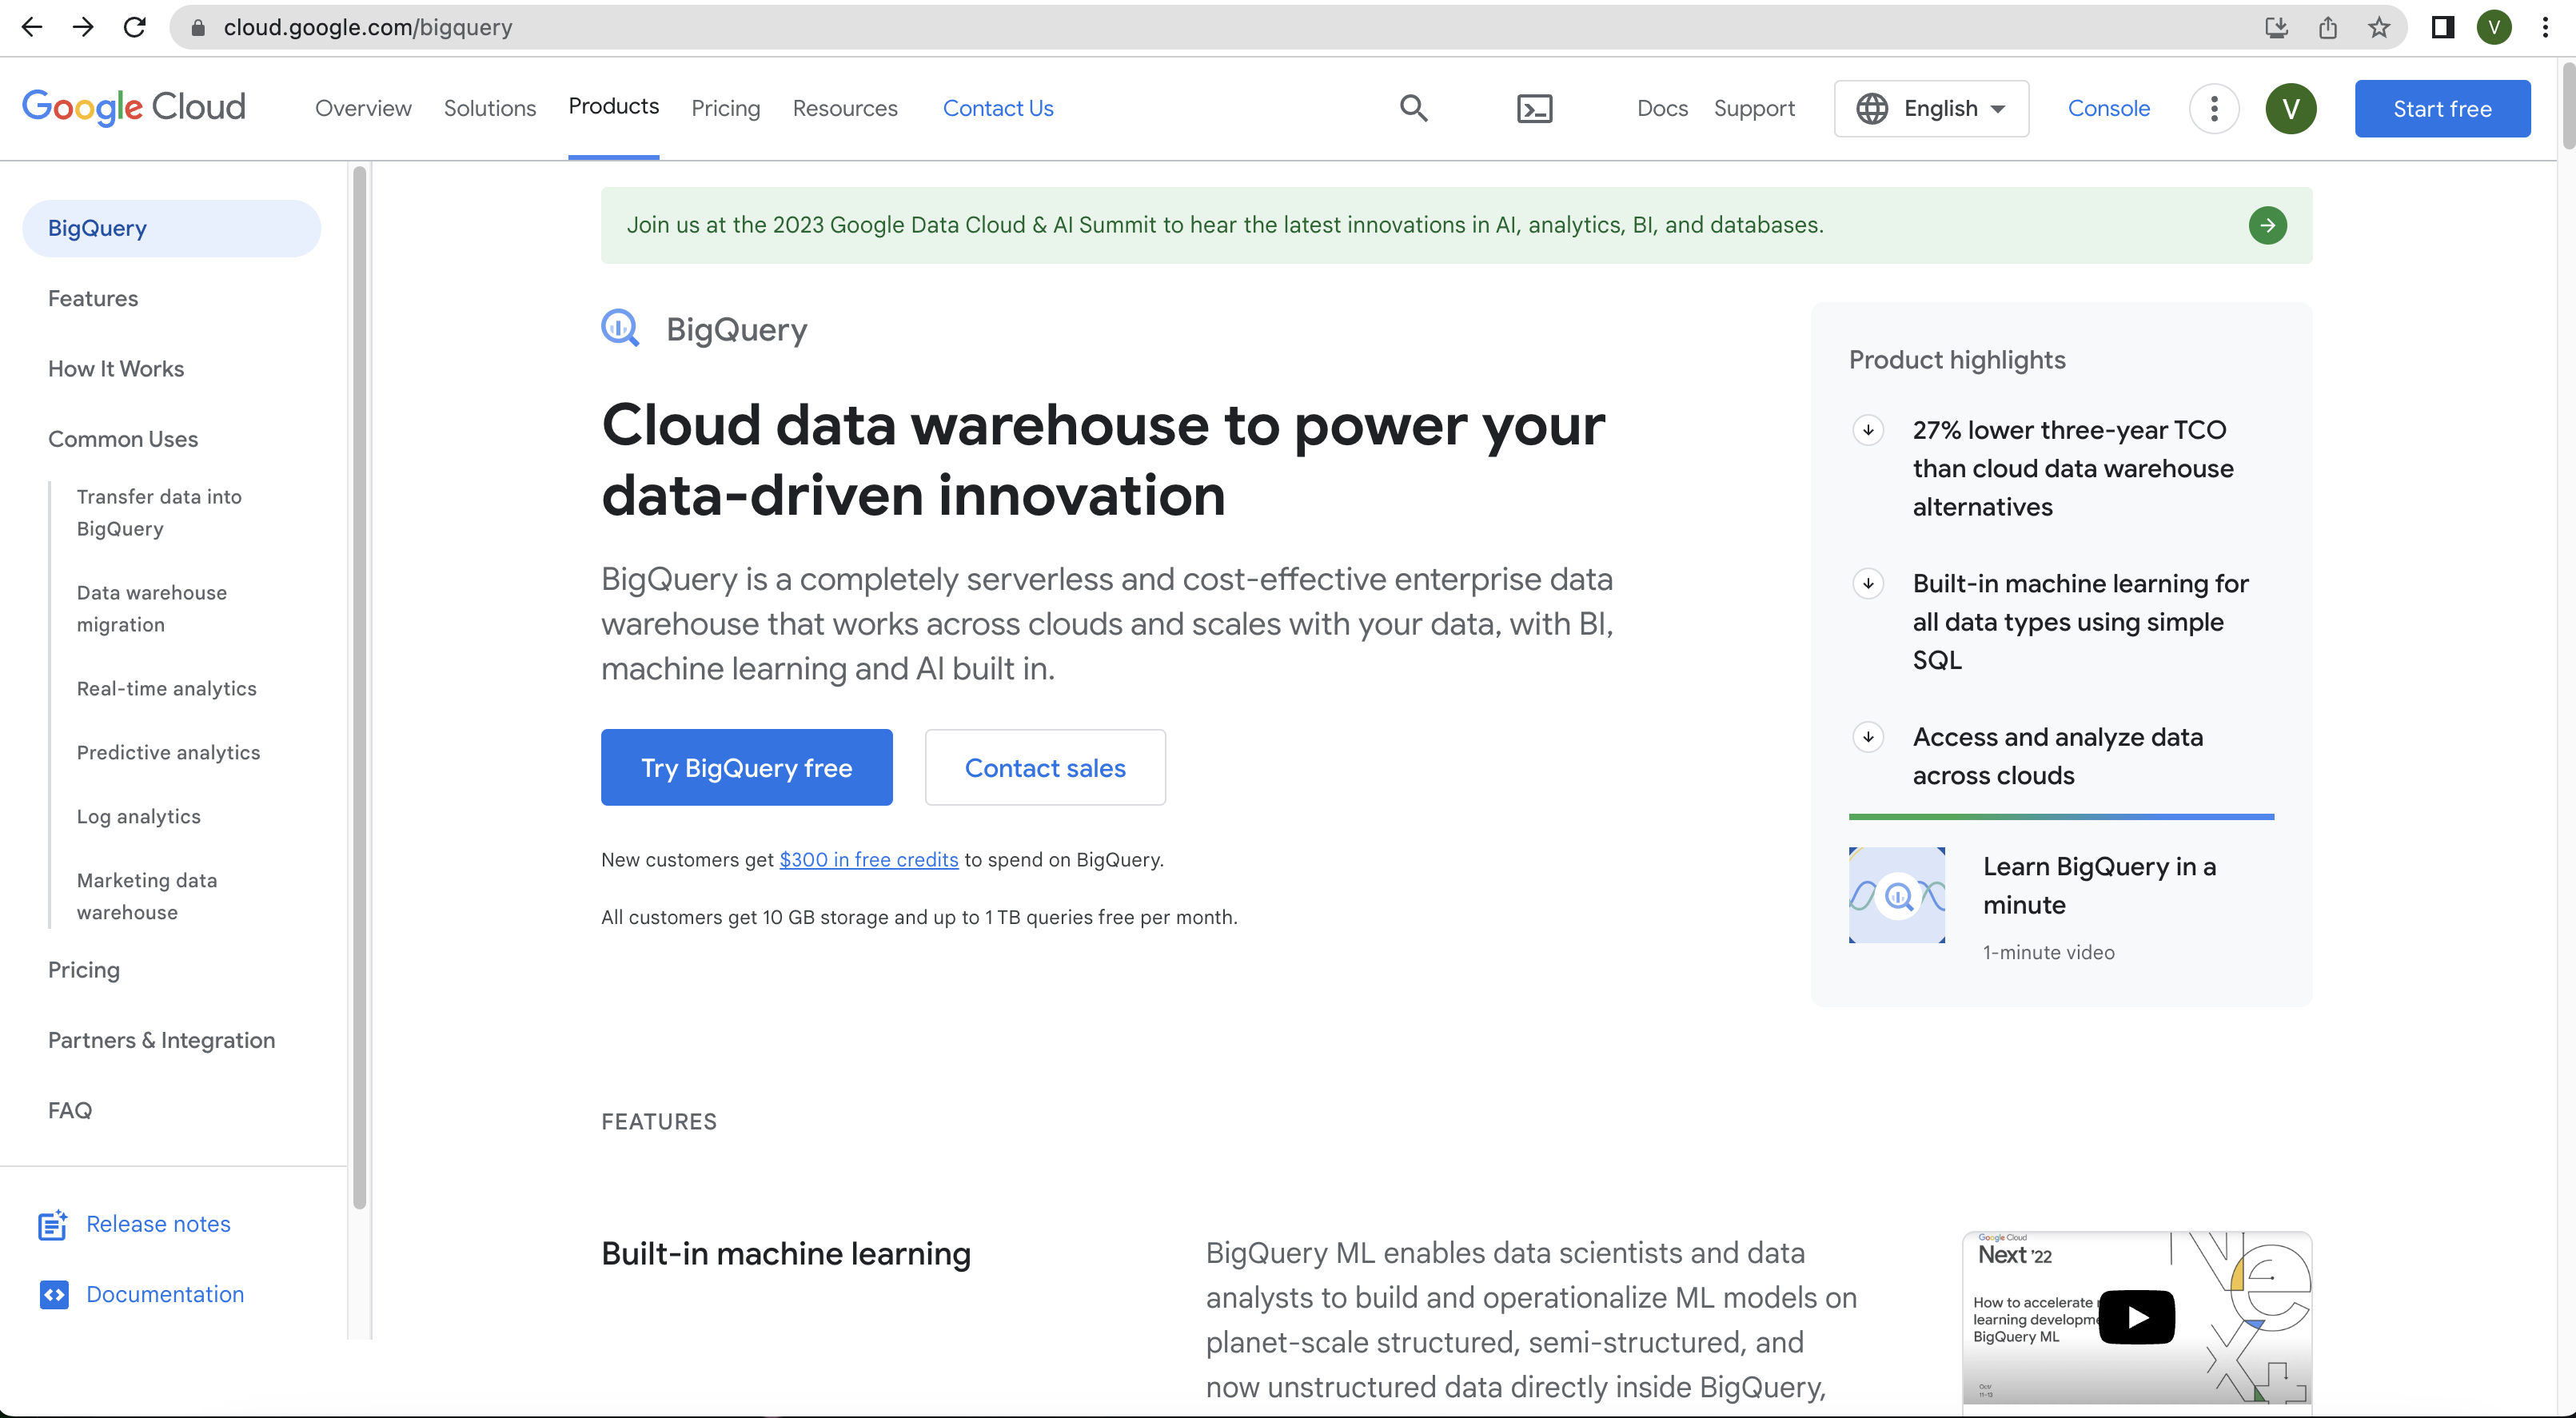 cloud.google.com/bigquery
V
Google Cloud
Overview
Solutions
Products
Pricing
Resources
Contact Us
Docs
Support
English
Console
V
Start free
BigQuery
Features
How It Works
Common Uses
Transfer data into
BigQuery
Data warehouse
migration
Real-time analytics
Predictive analytics
Log analytics
Marketing data
warehouse
Pricing
Partners & Integration
FAQ
Release notes
Documentation
Join us at the 2023 Google Data Cloud & AI Summit to hear the latest innovations in AI, analytics, BI, and databases.
BigQuery
Cloud data warehouse to power your
data-driven innovation
BigQuery is a completely serverless and cost-effective enterprise data
warehouse that works across clouds and scales with your data, with BI,
machine learning and AI built in.
Try BigQuery free
Contact sales
New customers get $300 in free credits to spend on BigQuery.
All customers get 10 GB storage and up to 1 TB queries free per month.
Product highlights
27% lower three-year TCO
than cloud data warehouse
alternatives
Built-in machine learning for
all data types using simple
SQL
Access and analyze data
across clouds
Learn BigQuery in a
minute
1-minute video
FEATURES
Built-in machine learning
BigQuery ML enables data scientists and data
analysts to build and operationalize ML models on
planet-scale structured, semi-structured, and
now unstructured data directly inside BigQuery,
Google Cloud
Next '22
How to accelerate
learning developm
BigQuery ML
Oct/
11-13
Next